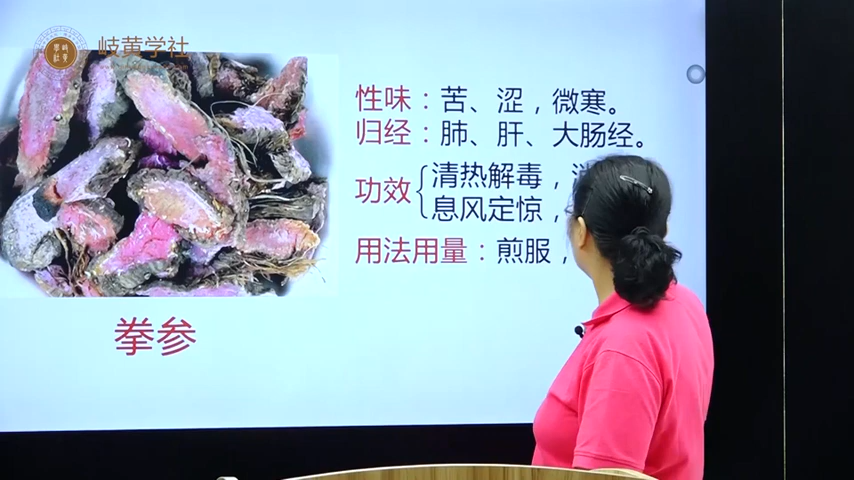 岐黄学社
性味：苦、涩，微寒。
归经：肺、肝、大肠经。
功效
清热解毒，
息风定惊，
用法用量：煎服，
拳参